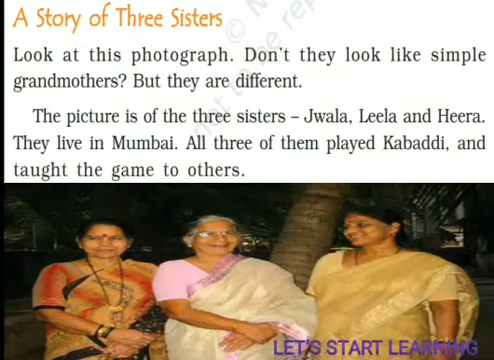 A Story of Three Sisters
Look at this photograph. Don't they look like simple
grandmothers? But they are different.
The picture is of the three sisters – Jwala, Leela and Heera.
They live in Mumbai. All three of them played Kabaddi, and
taught the game to others.
LET'S START LEARNING